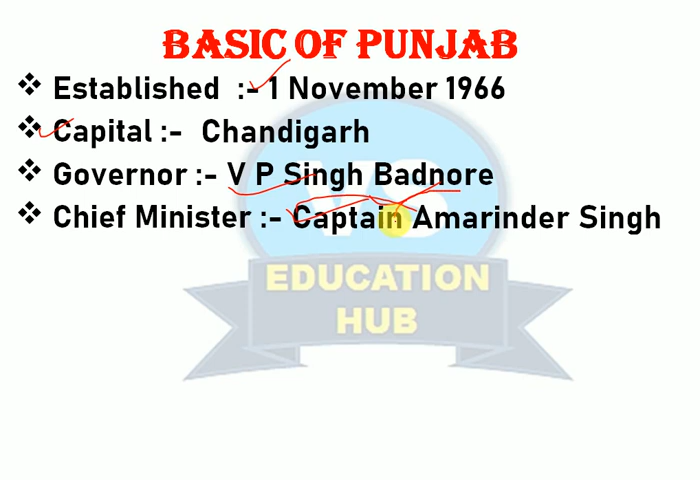 BASIC OF PUNJAB
❖ Established :- 1 November 1966
❖ Capital :- Chandigarh
❖ Governor :- V P Singh Badnore
❖ Chief Minister :- Captain Amarinder Singh
EDUCATION
HUB